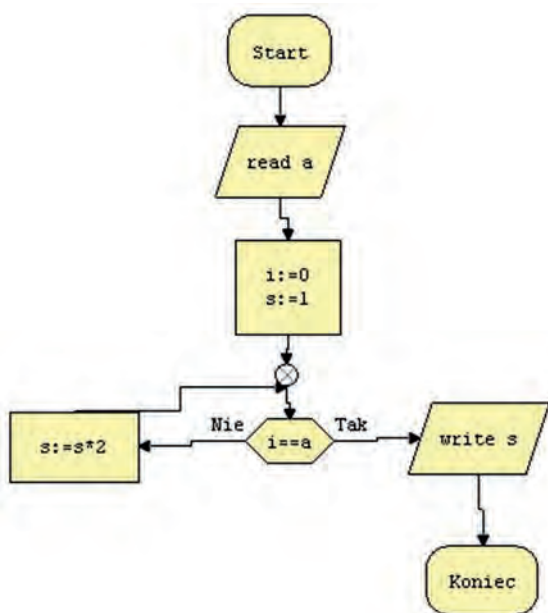 Start
read a
i:=0
s:=1
Nie
i==a
Tak
s:=s*2
write s
Koniec